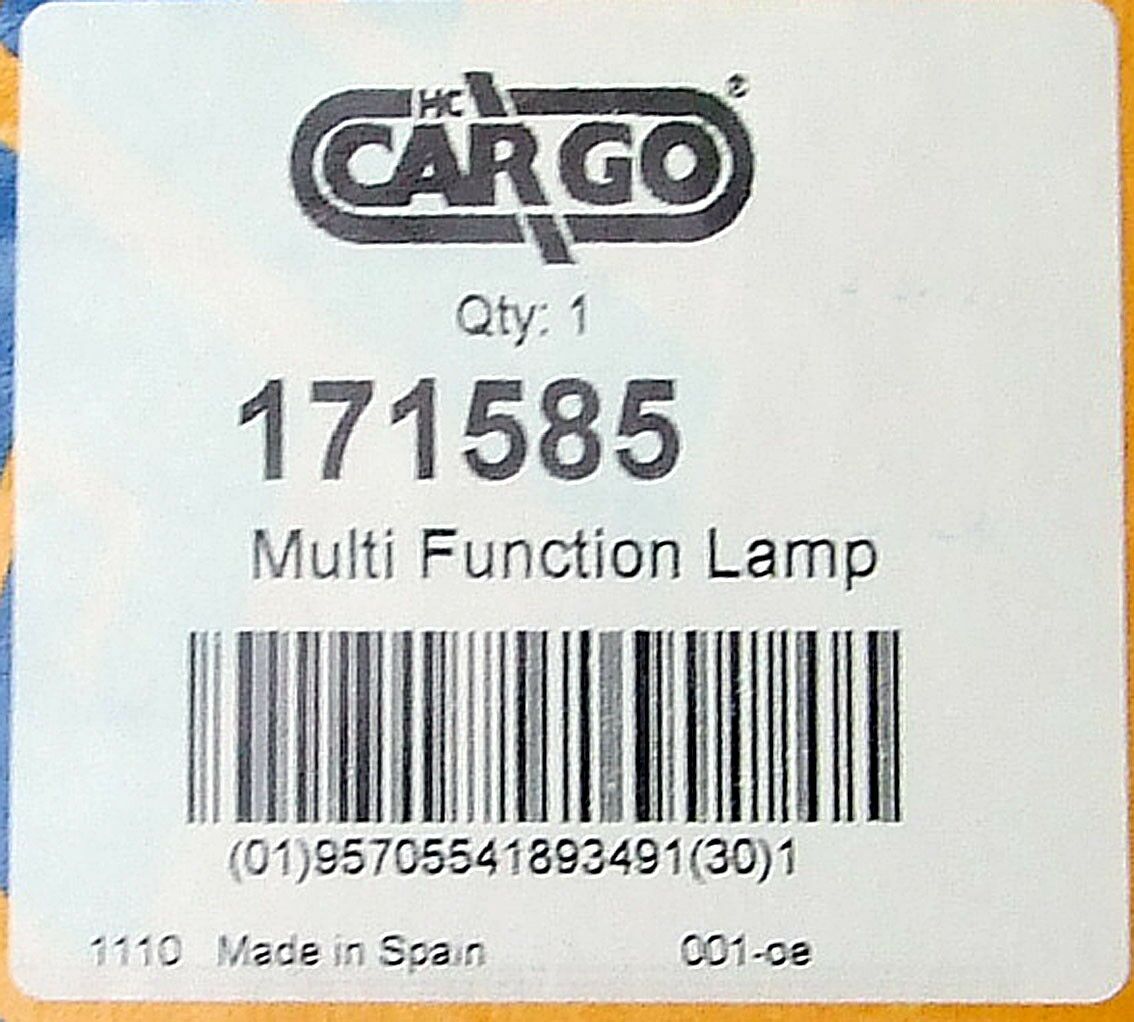 HC
CARGO®
Qty: 1
171585
Multi Function Lamp
(01)95705541893491(30)1
1110 Made in Spain 001-oe